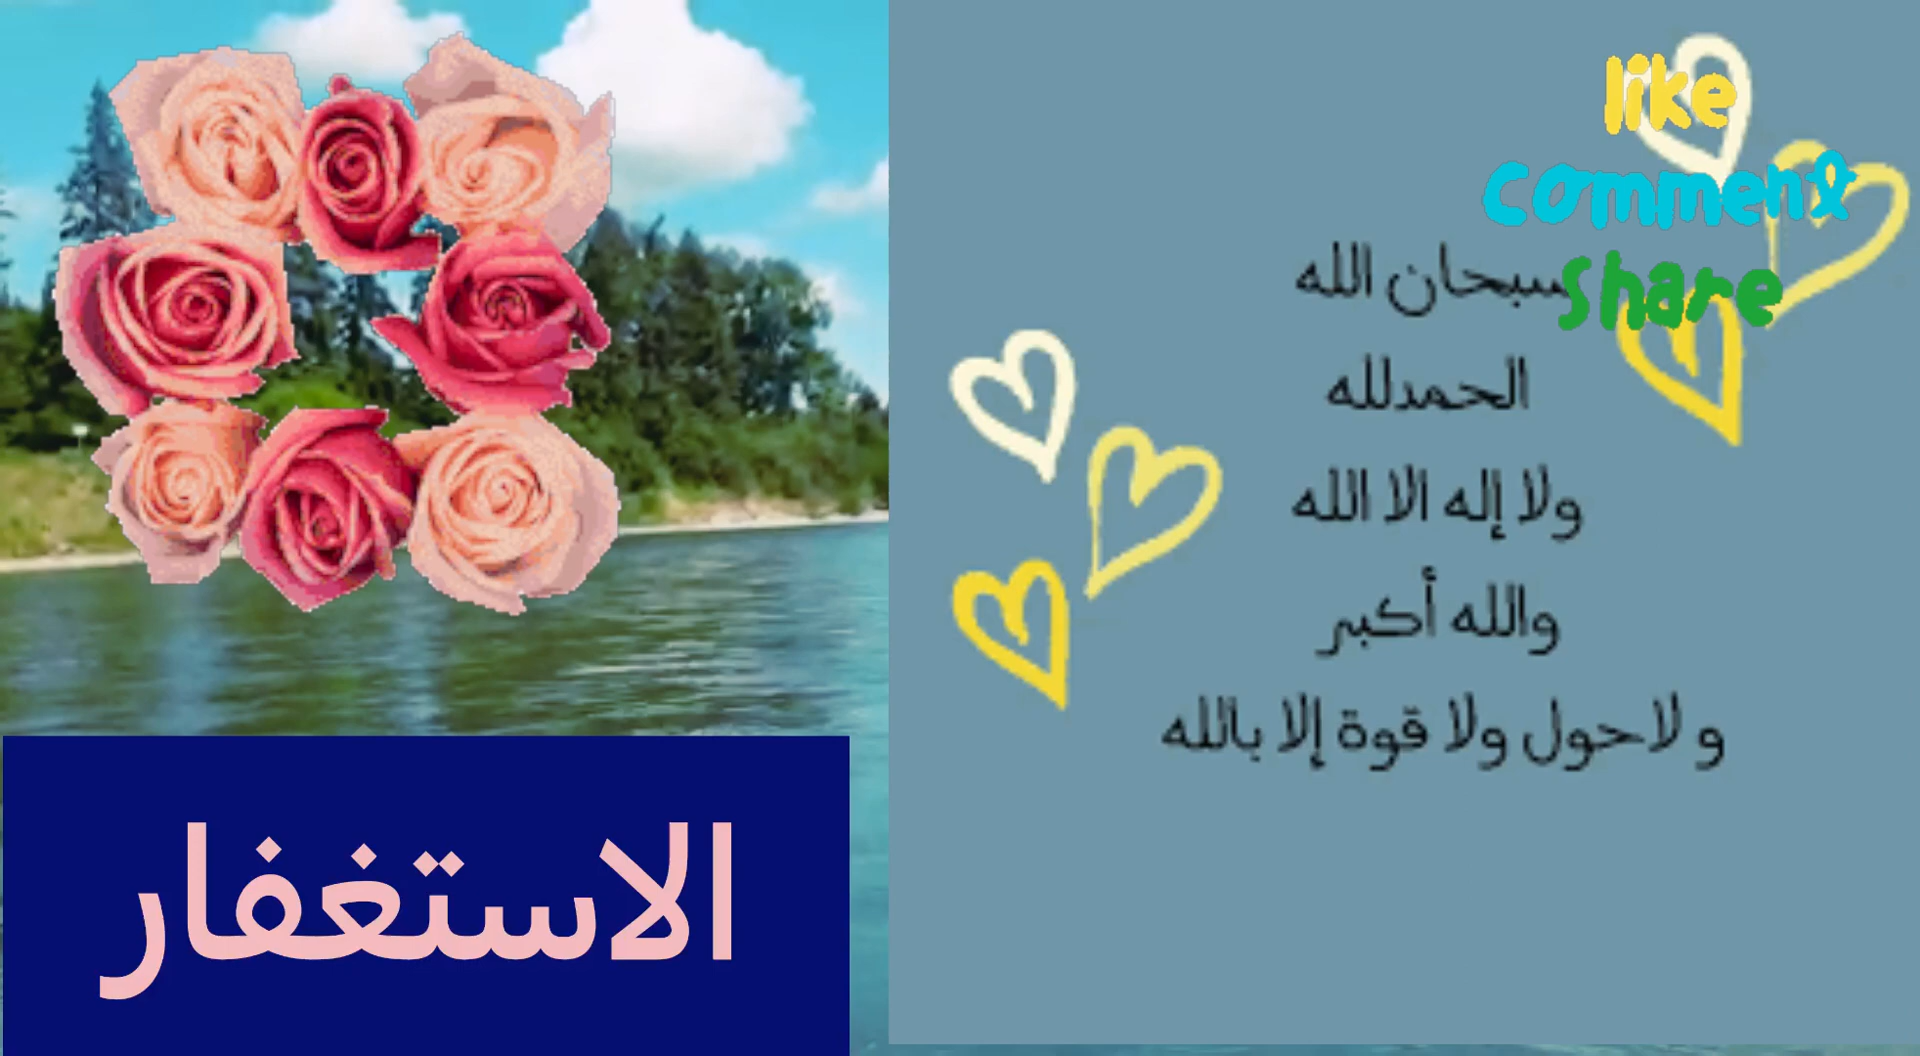 like
comment
share
سبحان الله
الحمدلله
ولا إله الا الله
والله أكبر
و لاحول ولا قوة إلا بالله
الاستغفار